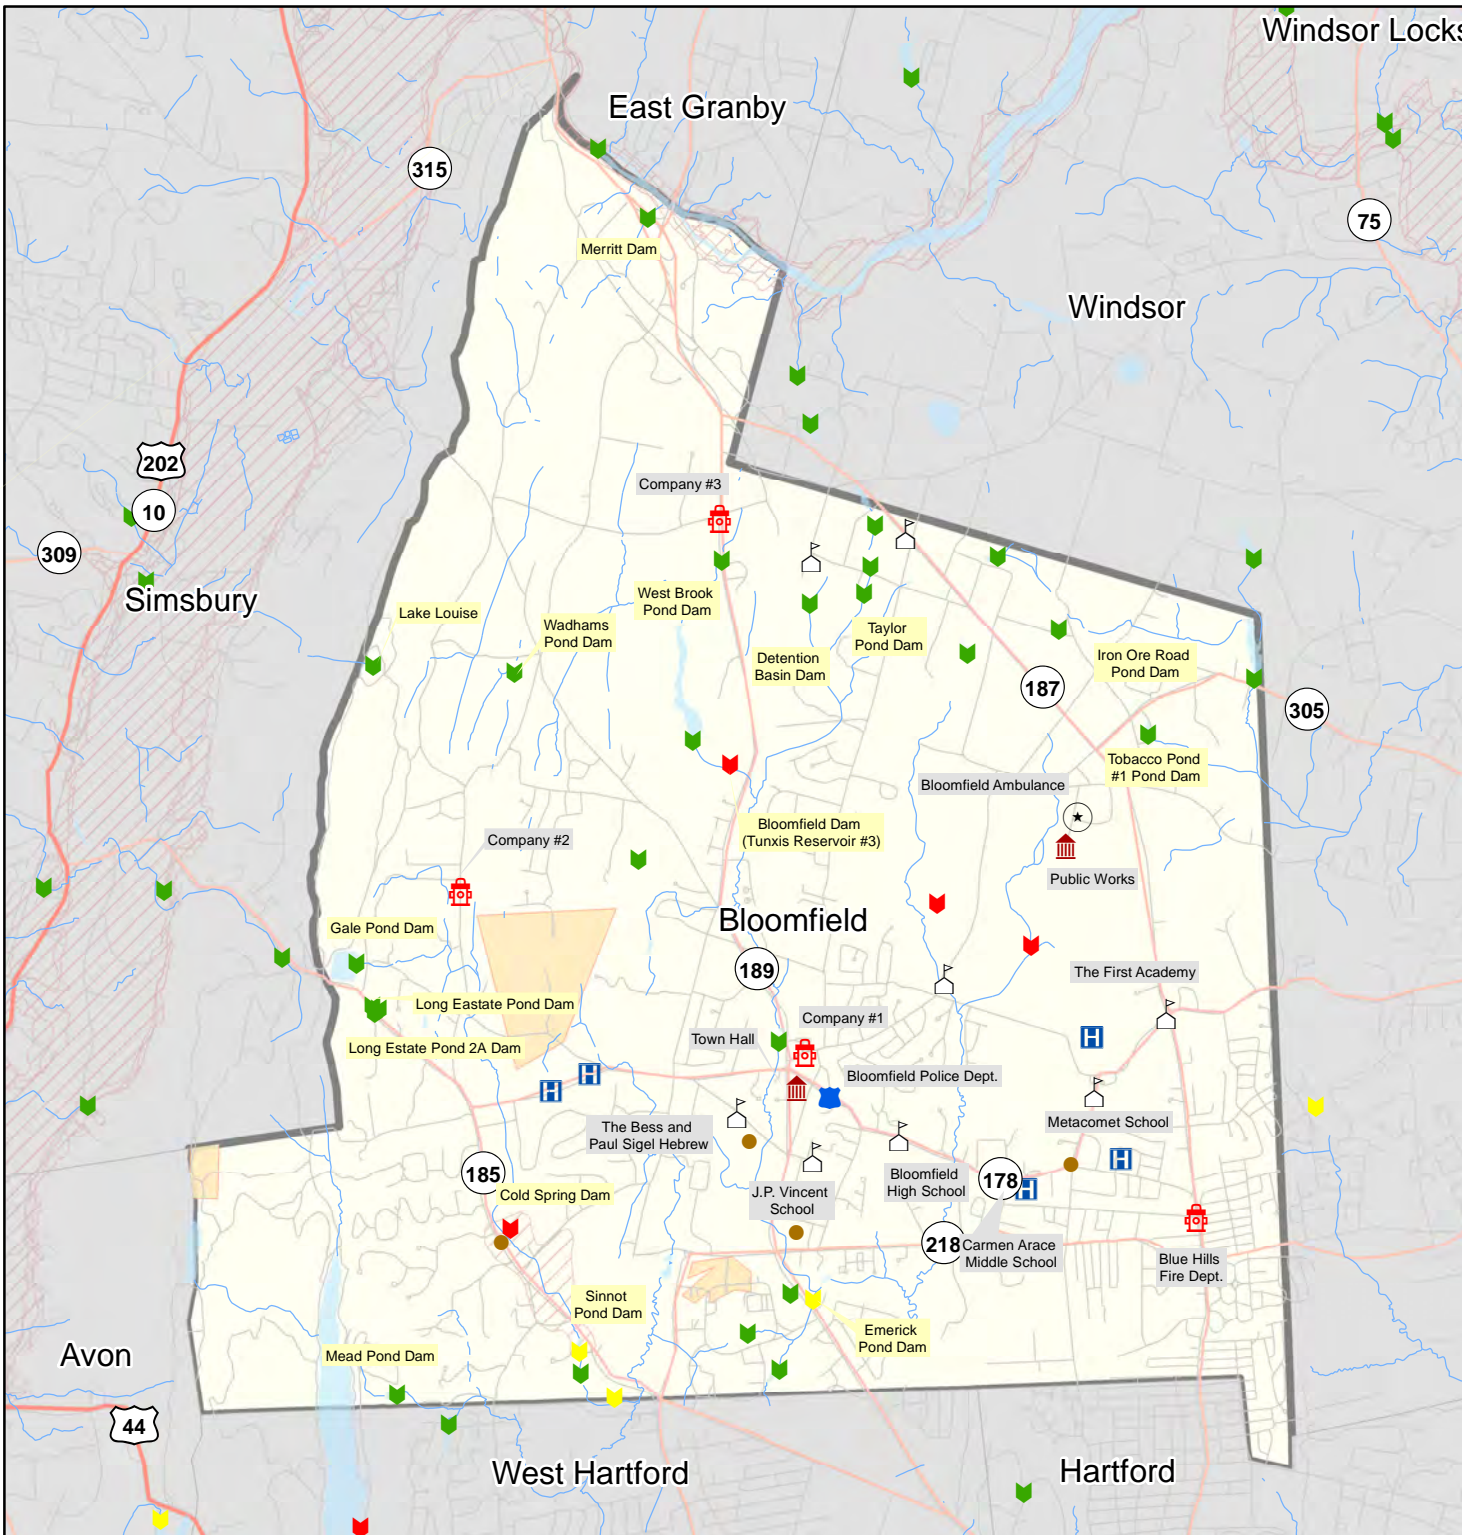 Windsor Locks
East Granby
315
75
Merritt Dam
Windsor
202
10
309
Company #3
Simsbury
Lake Louise
Wadhams
Pond Dam
West Brook
Pond Dam
Detention
Basin Dam
Taylor
Pond Dam
Iron Ore Road
Pond Dam
187
305
Tobacco Pond
#1 Pond Dam
Bloomfield Ambulance
Company #2
Bloomfield Dam
(Tunxis Reservoir #3)
Public Works
Gale Pond Dam
Bloomfield
189
The First Academy
Long Eastate Pond Dam
Company #1
Town Hall
Long Estate Pond 2A Dam
Bloomfield Police Dept.
The Bess and
Paul Sigel Hebrew
Metacomet School
185
Cold Spring Dam
J.P. Vincent
School
Bloomfield
High School
178
218
Carmen Arace
Middle School
Blue Hills
Fire Dept.
Sinnot
Pond Dam
Emerick
Pond Dam
Mead Pond Dam
Avon
44
West Hartford
Hartford
H
H
H
H
H